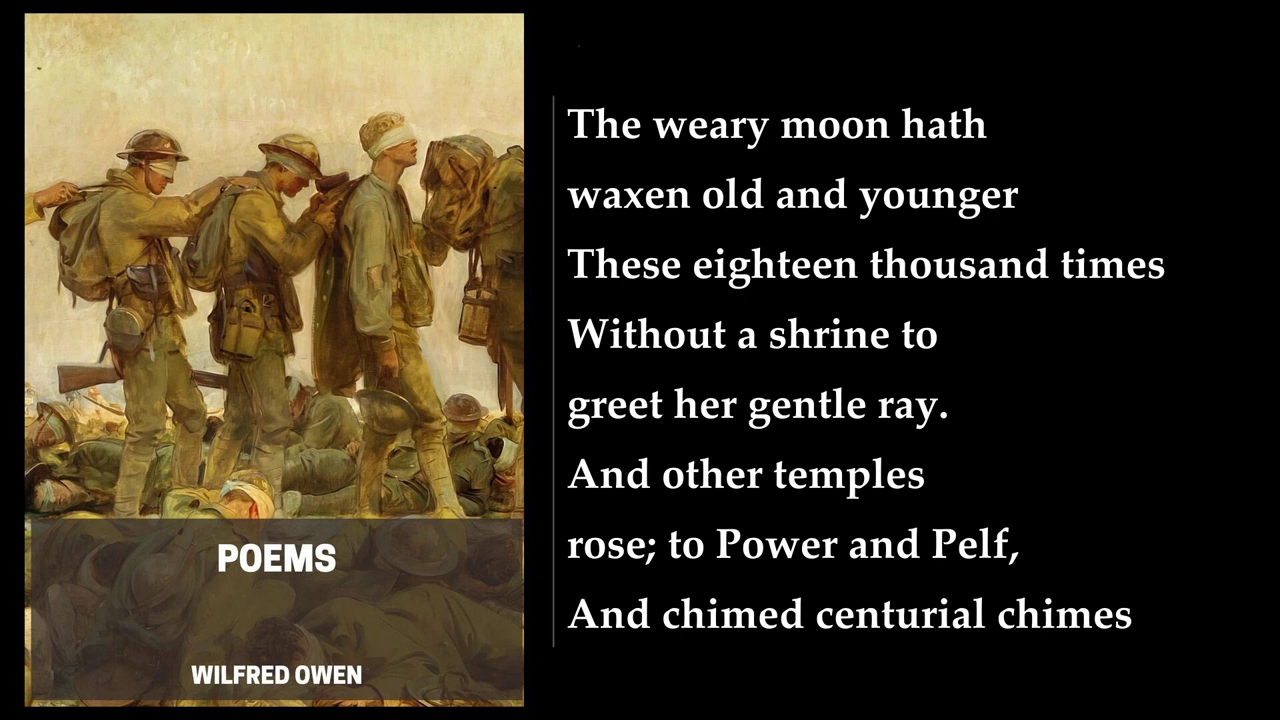 POEMS
WILFRED OWEN
The weary moon hath
waxen old and younger
These eighteen thousand times
Without a shrine to
greet her gentle ray.
And other temples
rose; to Power and Pelf,
And chimed centurial chimes